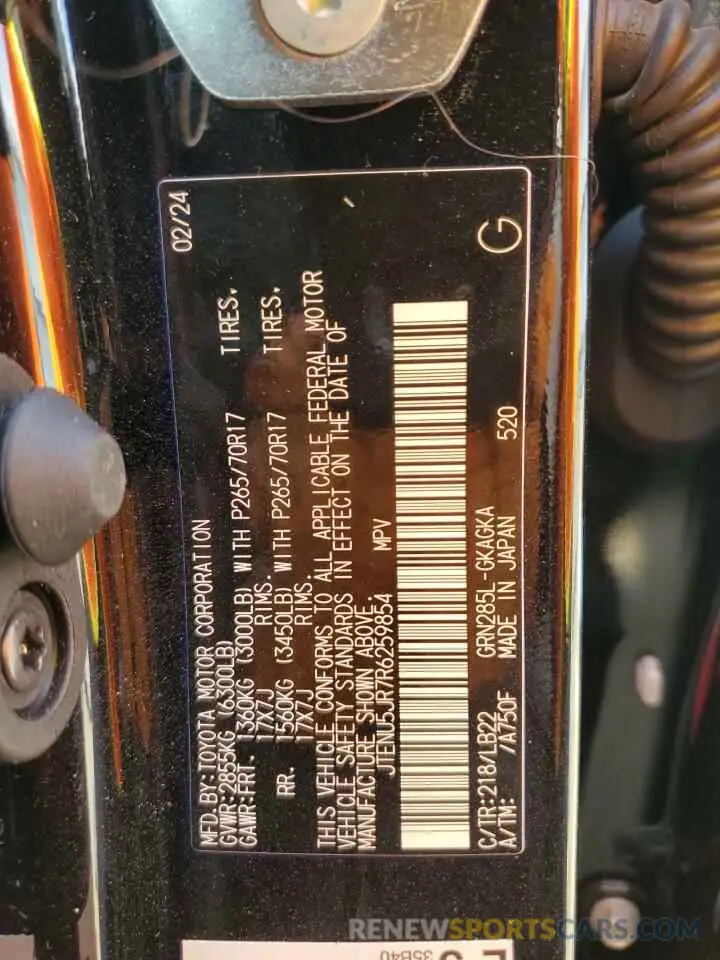 MFD.BY:TOYOTA MOTOR CORPORATION 02/24
GVWR:2855KG (6300LB)
GAWR:FRT. 1360KG (3000LB) WITH P265/70R17 TIRES.
17X7J RIMS.
RR. 1560KG (3450LB) WITH P265/70R17 TIRES.
17X7J RIMS.
THIS VEHICLE CONFORMS TO ALL APPLICABLE FEDERAL MOTOR
VEHICLE SAFETY STANDARDS IN EFFECT ON THE DATE OF
MANUFACTURE SHOWN ABOVE.
JTENU5JR7R6259854 MPV
C/TR:218/LB22 GRN285L-GKAGKA
A/TM: /A750F MADE IN JAPAN 520 G
35B40
RENEWSPORTSCARS.COM